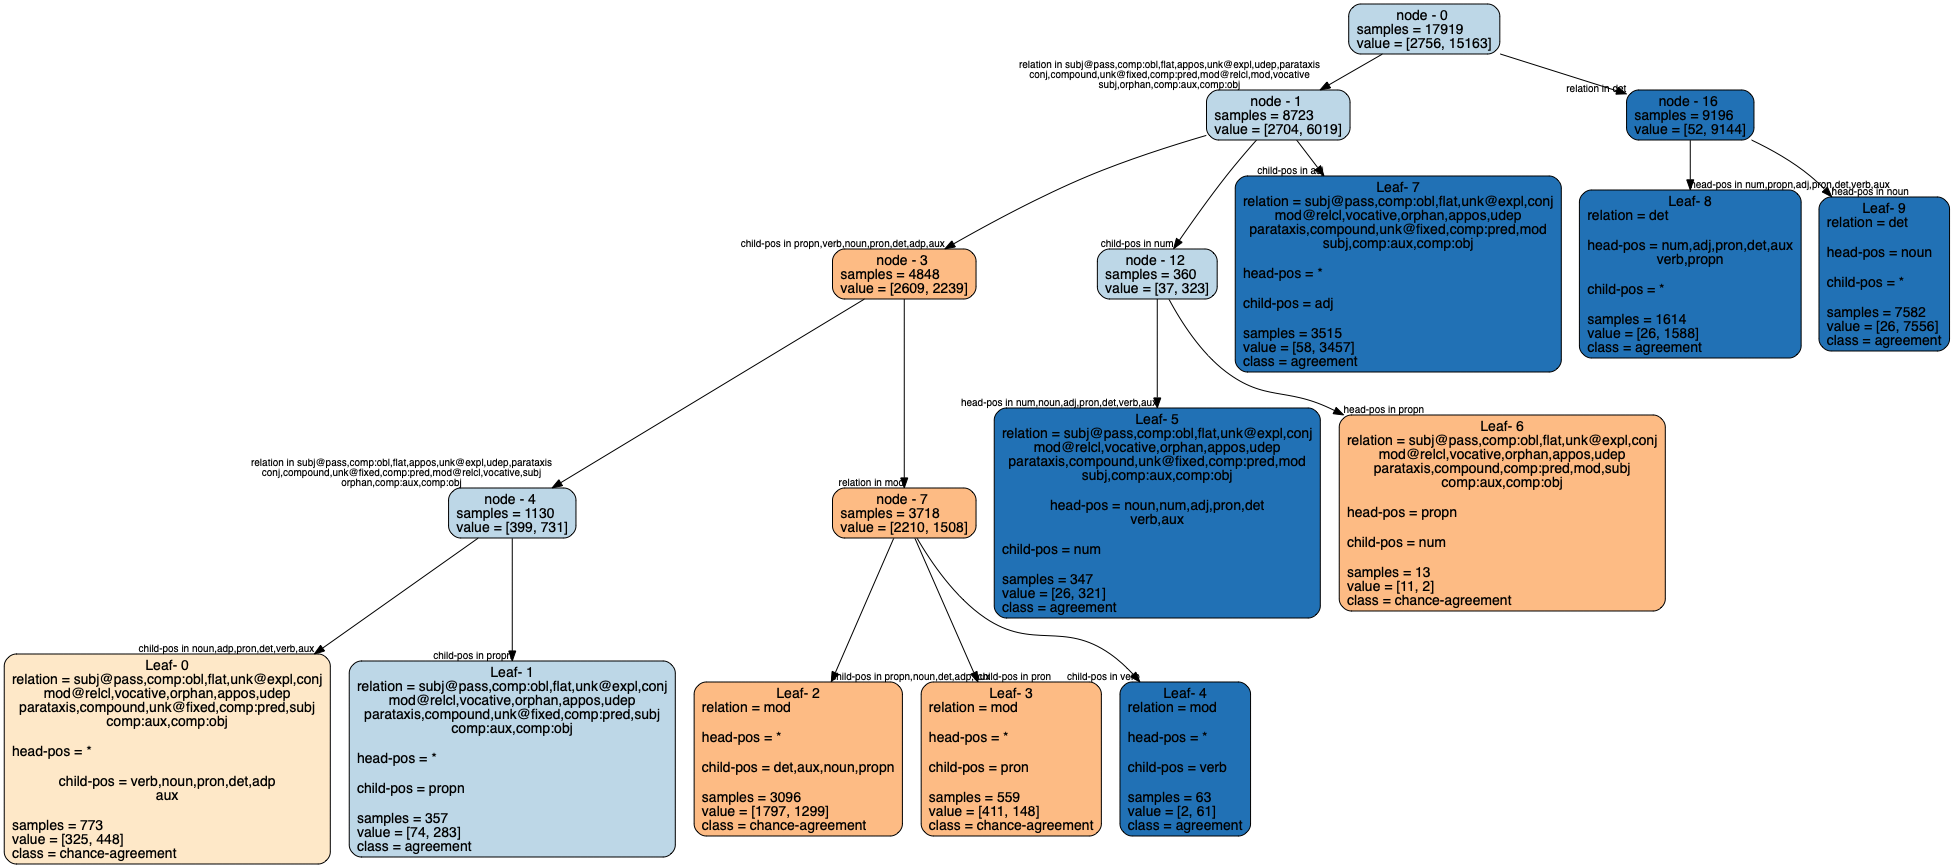 node - 0
samples = 17919
value = [2756, 15163]
relation in subj@pass,comp:obl,flat,appos,unk@expl,udep,parataxis
conj,compound,unk@fixed,comp:pred,mod@relcl,mod,vocative
subj,orphan,comp:aux,comp:obj
relation in det
node - 1
samples = 8723
value = [2704, 6019]
node - 16
samples = 9196
value = [52, 9144]
child-pos in propn,verb,noun,pron,det,adp,aux
child-pos in num
child-pos in adj
head-pos in num,propn,adj,pron,det,verb,aux
head-pos in noun
node - 3
samples = 4848
value = [2609, 2239]
node - 12
samples = 360
value = [37, 323]
Leaf- 7
relation = subj@pass,comp:obl,flat,unk@expl,conj
mod@relcl,vocative,orphan,appos,udep
parataxis,compound,unk@fixed,comp:pred,mod
subj,comp:aux,comp:obj
head-pos = *
child-pos = adj
samples = 3515
value = [58, 3457]
class = agreement
Leaf- 8
relation = det
head-pos = num,adj,pron,det,aux
verb,propn
child-pos = *
samples = 1614
value = [26, 1588]
class = agreement
Leaf- 9
relation = det
head-pos = noun
child-pos = *
samples = 7582
value = [26, 7556]
class = agreement
relation in subj@pass,comp:obl,flat,appos,unk@expl,udep,parataxis
conj,compound,unk@fixed,comp:pred,mod@relcl,vocative,subj
orphan,comp:aux,comp:obj
relation in mod
head-pos in num,noun,adj,pron,det,verb,aux
head-pos in propn
node - 4
samples = 1130
value = [399, 731]
node - 7
samples = 3718
value = [2210, 1508]
Leaf- 5
relation = subj@pass,comp:obl,flat,unk@expl,conj
mod@relcl,vocative,orphan,appos,udep
parataxis,compound,unk@fixed,comp:pred,mod
subj,comp:aux,comp:obj
head-pos = noun,num,adj,pron,det
verb,aux
child-pos = num
samples = 347
value = [26, 321]
class = agreement
Leaf- 6
relation = subj@pass,comp:obl,flat,unk@expl,conj
mod@relcl,vocative,orphan,appos,udep
parataxis,compound,comp:pred,mod,subj
comp:aux,comp:obj
head-pos = propn
child-pos = num
samples = 13
value = [11, 2]
class = chance-agreement
child-pos in noun,adp,pron,det,verb,aux
child-pos in propn
child-pos in propn,noun,det,adp,aux
child-pos in pron
child-pos in verb
Leaf- 0
relation = subj@pass,comp:obl,flat,unk@expl,conj
mod@relcl,vocative,orphan,appos,udep
parataxis,compound,unk@fixed,comp:pred,subj
comp:aux,comp:obj
head-pos = *
child-pos = verb,noun,pron,det,adp
aux
samples = 773
value = [325, 448]
class = chance-agreement
Leaf- 1
relation = subj@pass,comp:obl,flat,unk@expl,conj
mod@relcl,vocative,orphan,appos,udep
parataxis,compound,unk@fixed,comp:pred,subj
comp:aux,comp:obj
head-pos = *
child-pos = propn
samples = 357
value = [74, 283]
class = agreement
Leaf- 2
relation = mod
head-pos = *
child-pos = det,aux,noun,propn
samples = 3096
value = [1797, 1299]
class = chance-agreement
Leaf- 3
relation = mod
head-pos = *
child-pos = pron
samples = 559
value = [411, 148]
class = chance-agreement
Leaf- 4
relation = mod
head-pos = *
child-pos = verb
samples = 63
value = [2, 61]
class = agreement